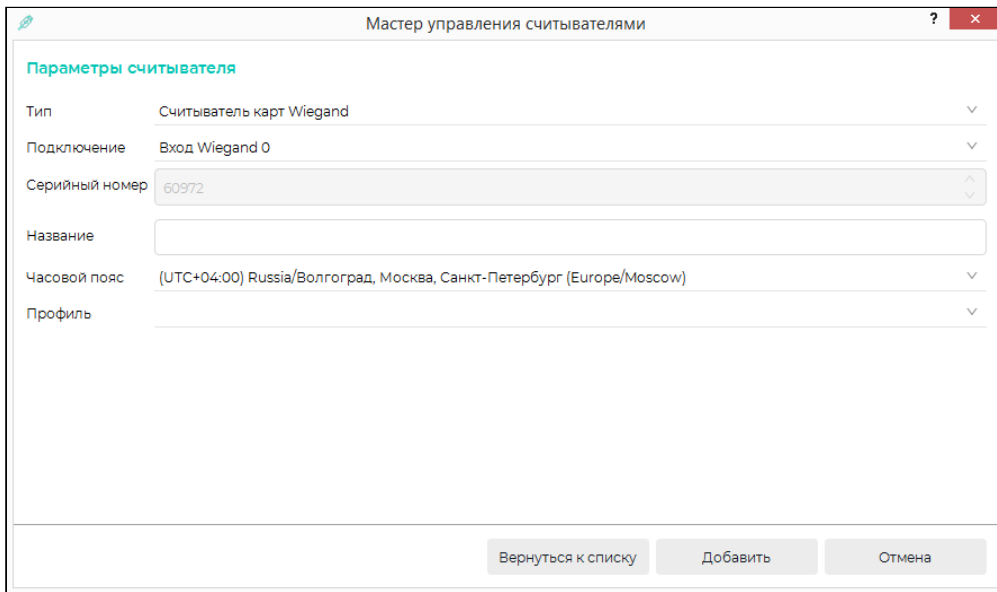 Мастер управления считывателями
?
Параметры считывателя
Тип Считыватель карт Wiegand
Подключение Вход Wiegand 0
Серийный номер 60972
Название
Часовой пояс (UTC+04:00) Russia/Волгоград, Москва, Санкт-Петербург (Europe/Moscow)
Профиль
Вернуться к списку Добавить Отмена